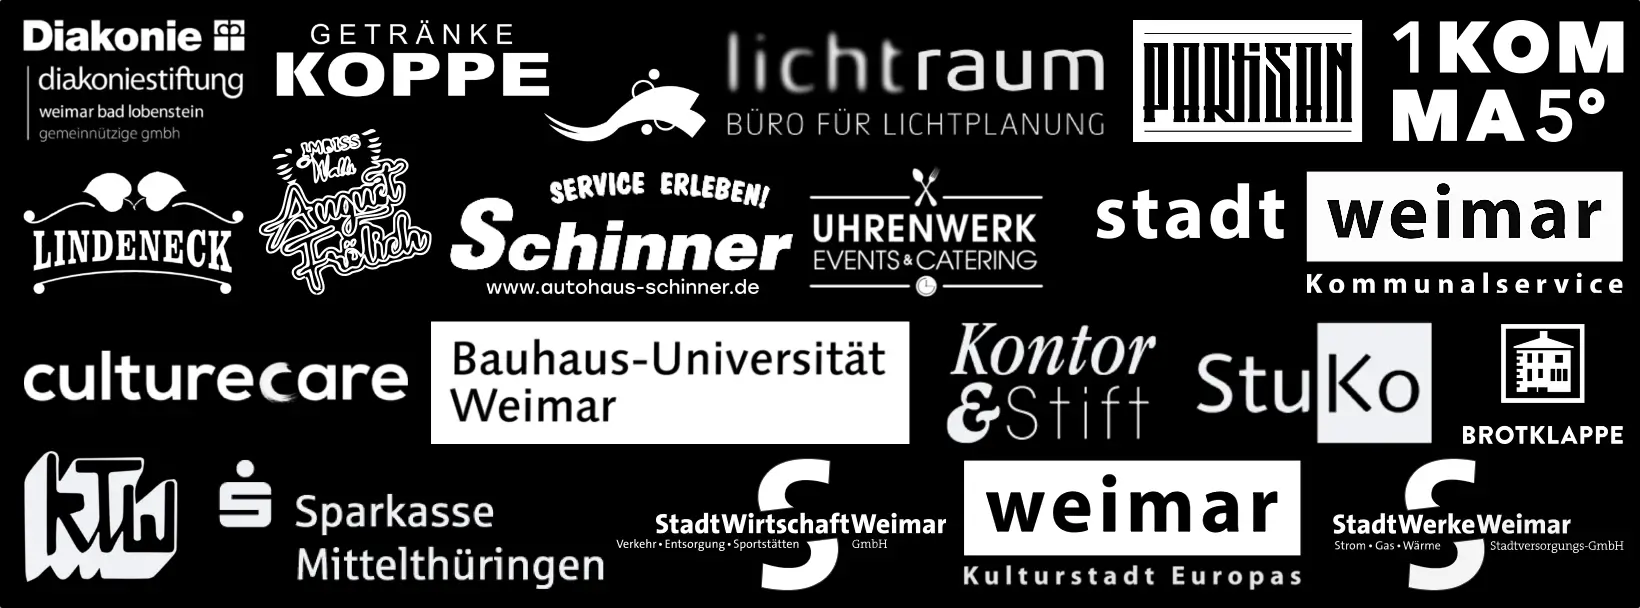 Diakonie
diakoniestiftung
weimar bad lobenstein
gemeinnützige gmbh
GETRÄNKE
KOPPE
lichtraum
BÜRO FÜR LICHTPLANUNG
PARTISAN
1KOM
MA5°
LINDENECK
IMBISS
Walla
August
Frölich
SERVICE ERLEBEN!
Schinner
www.autohaus-schinner.de
UHRENWERK
EVENTS & CATERING
stadt weimar
Kommunalservice
culturecare
Bauhaus-Universität
Weimar
Kontor
&Stift
StuKo
BROTKLAPPE
KTW
Sparkasse
Mittelthüringen
StadtWirtschaftWeimar
Verkehr • Entsorgung • Sportstätten GmbH
weimar
Kulturstadt Europas
StadtWerkeWeimar
Strom • Gas • Wärme Stadtversorgungs-GmbH